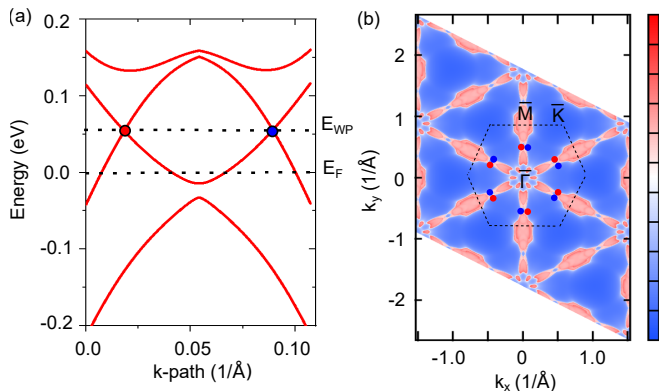 (a)
0.2
0.1
0.0
-0.1
-0.2
Energy (eV)
E_WP
E_F
0.0
0.05
0.10
k-path (1/Å)
(b)
2
1
0
-1
-2
k_y (1/Å)
M̅
K̅
Γ̅
-1.0
0
1.0
k_x (1/Å)